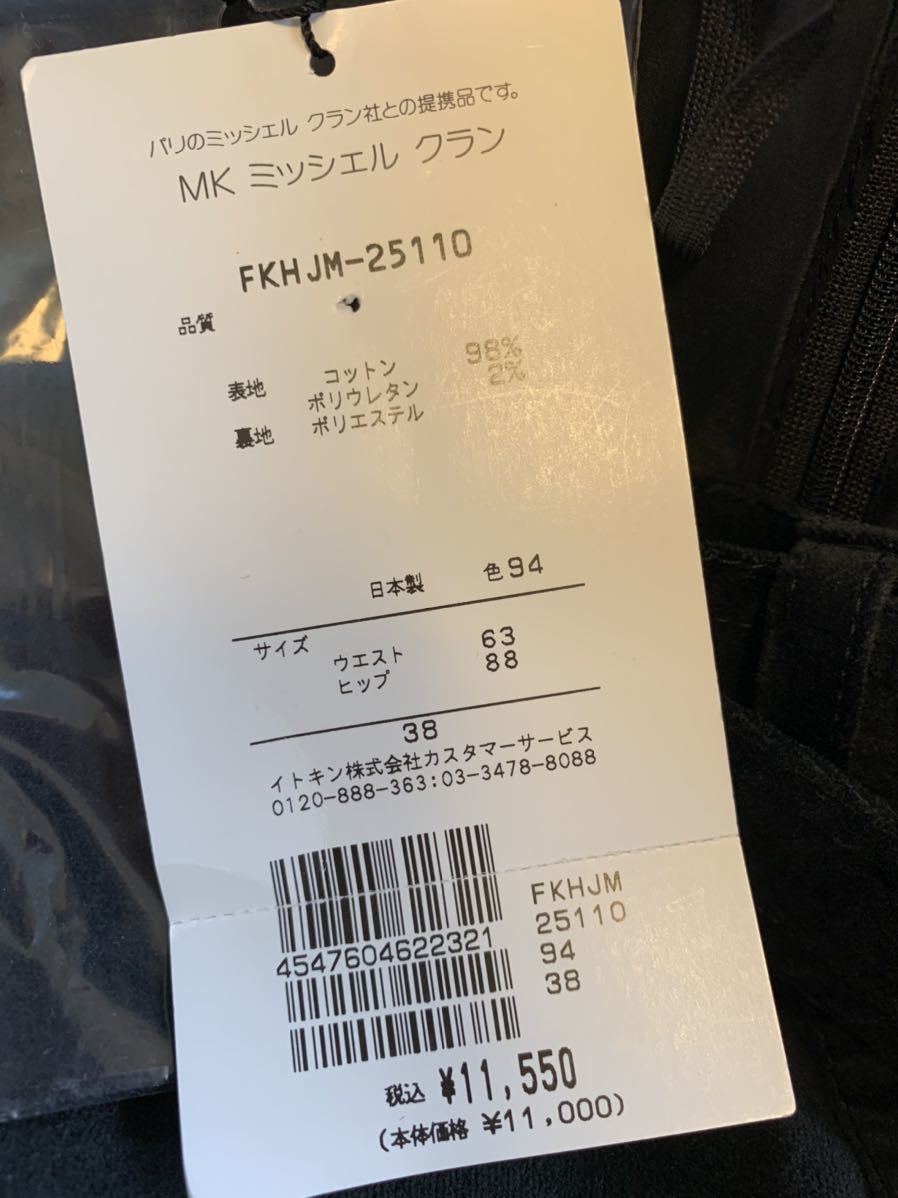 パリのミッシェル クラン社との提携品です。
MK ミッシェル クラン
FKHJM-25110
品質
表地 コットン 98%
ポリウレタン 2%
裏地 ポリエステル
日本製 色94
サイズ ウエスト 63
ヒップ 88
38
イトキン株式会社カスタマーサービス
0120-888-363:03-3478-8088
4547604622321
FKHJM
25110
94
38
税込 ¥11,550
(本体価格 ¥11,000)